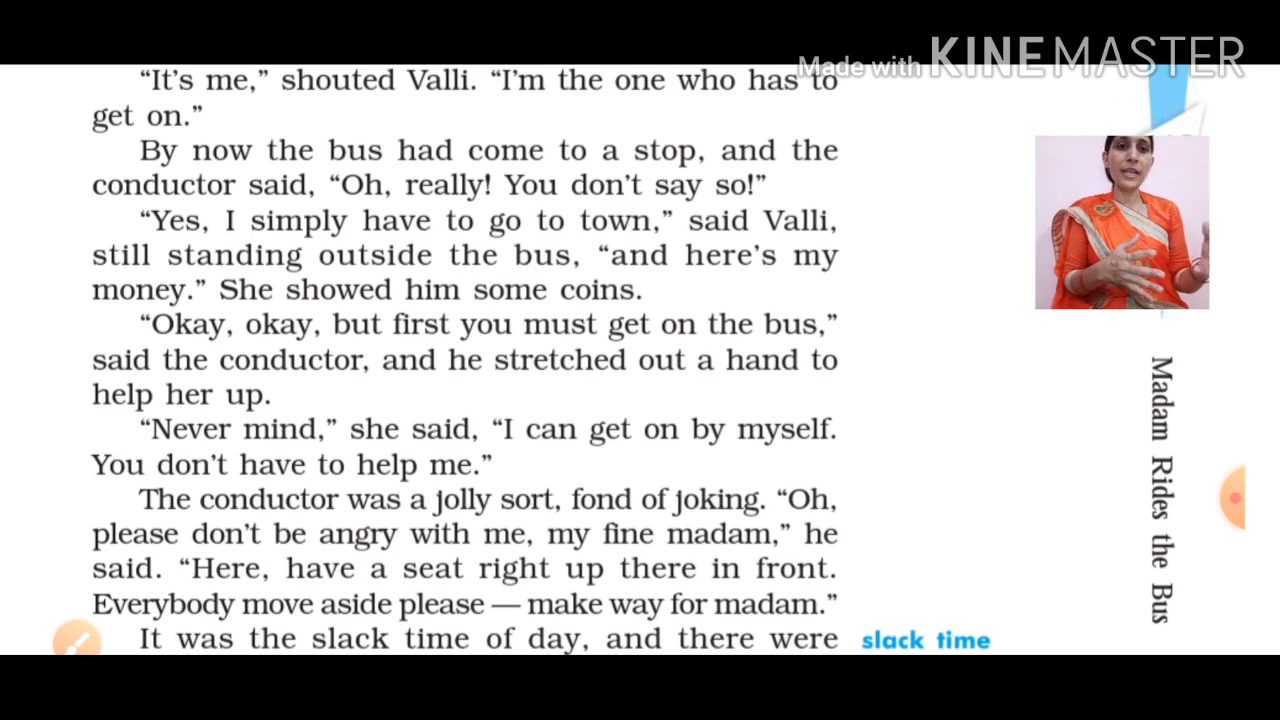 Made with KINEMASTER
“It’s me,” shouted Valli. “I’m the one who has to
get on.”
By now the bus had come to a stop, and the
conductor said, “Oh, really! You don’t say so!”
“Yes, I simply have to go to town,” said Valli,
still standing outside the bus, “and here’s my
money.” She showed him some coins.
“Okay, okay, but first you must get on the bus,”
said the conductor, and he stretched out a hand to
help her up.
“Never mind,” she said, “I can get on by myself.
You don’t have to help me.”
The conductor was a jolly sort, fond of joking. “Oh,
please don’t be angry with me, my fine madam,” he
said. “Here, have a seat right up there in front.
Everybody move aside please — make way for madam.”
It was the slack time of day, and there were
slack time
Madam Rides the Bus